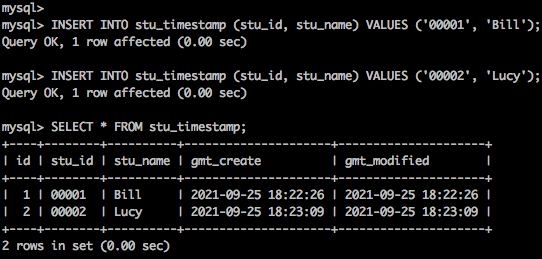 mysql>
mysql> INSERT INTO stu_timestamp (stu_id, stu_name) VALUES ('00001', 'Bill');
Query OK, 1 row affected (0.00 sec)
mysql> INSERT INTO stu_timestamp (stu_id, stu_name) VALUES ('00002', 'Lucy');
Query OK, 1 row affected (0.00 sec)
mysql> SELECT * FROM stu_timestamp;
+----+--------+----------+---------------------+---------------------+
| id | stu_id | stu_name | gmt_create          | gmt_modified        |
+----+--------+----------+---------------------+---------------------+
|  1 | 00001  | Bill     | 2021-09-25 18:22:26 | 2021-09-25 18:22:26 |
|  2 | 00002  | Lucy     | 2021-09-25 18:23:09 | 2021-09-25 18:23:09 |
+----+--------+----------+---------------------+---------------------+
2 rows in set (0.00 sec)